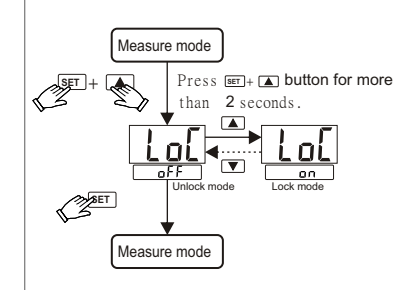 Measure mode
SET + ▲
Press SET + ▲ button for more
than 2 seconds.
▲
LoC LoC
▼
oFF on
Unlock mode Lock mode
SET
Measure mode